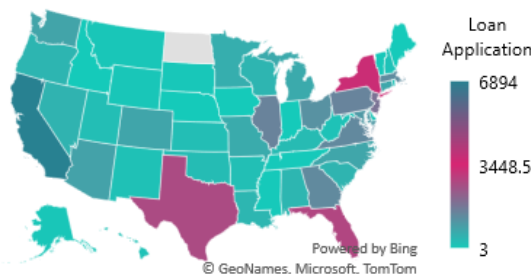 Loan
Application
6894
3448.5
3
Powered by Bing
© GeoNames, Microsoft, TomTom